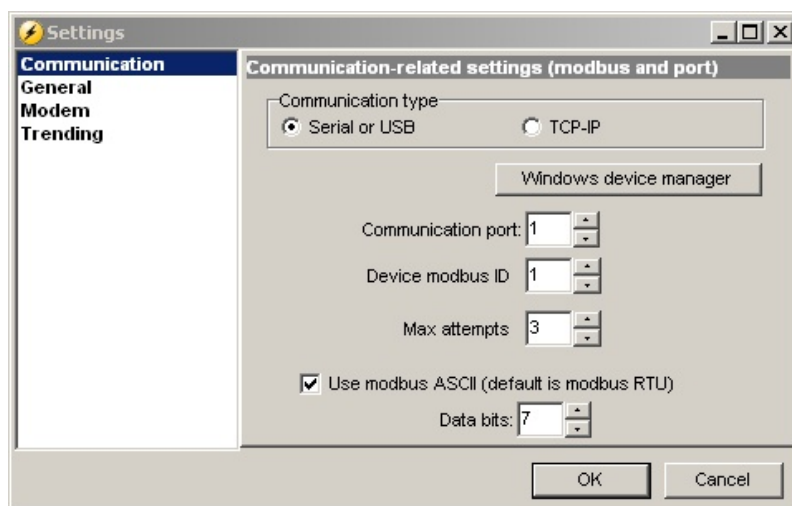 Settings
Communication
General
Modem
Trending
Communication-related settings (modbus and port)
Communication type
Serial or USB TCP-IP
Windows device manager
Communication port: 1
Device modbus ID 1
Max attempts 3
Use modbus ASCII (default is modbus RTU)
Data bits: 7
OK Cancel